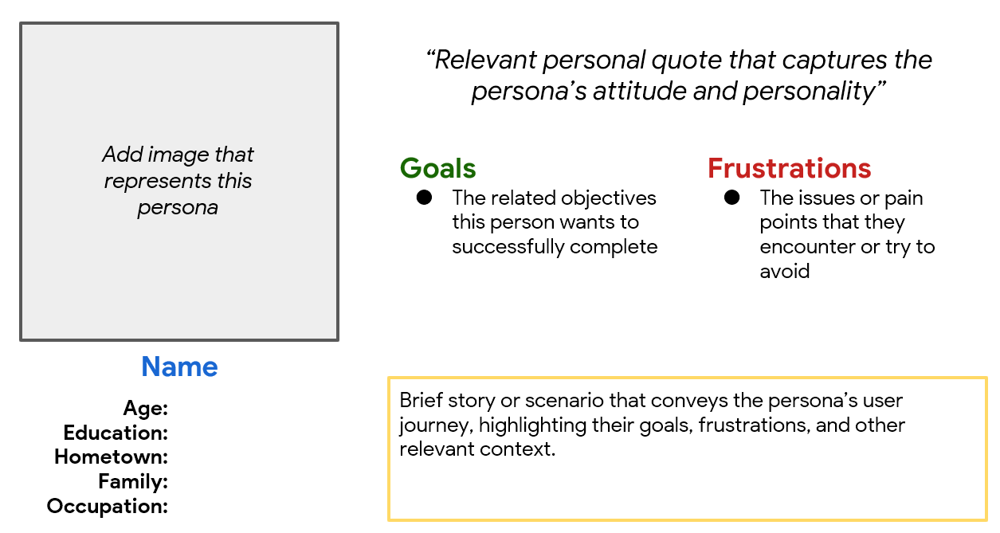 Add image that
represents this
persona
Name
Age:
Education:
Hometown:
Family:
Occupation:
“Relevant personal quote that captures the
persona’s attitude and personality”
Goals
● The related objectives
this person wants to
successfully complete
Frustrations
● The issues or pain
points that they
encounter or try to
avoid
Brief story or scenario that conveys the persona’s user
journey, highlighting their goals, frustrations, and other
relevant context.